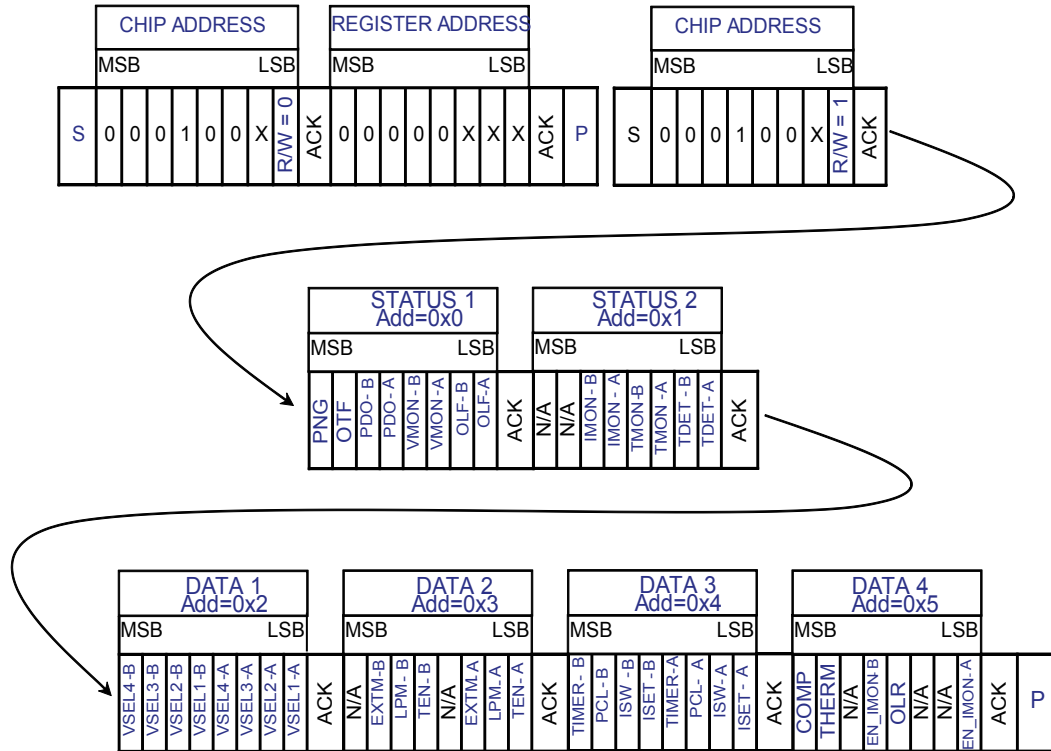 CHIP ADDRESS
REGISTER ADDRESS
CHIP ADDRESS
MSB LSB MSB LSB MSB LSB
S 0 0 0 1 0 0 X R/W = 0 ACK 0 0 0 0 0 X X X ACK P S 0 0 0 1 0 0 X R/W = 1 ACK
STATUS 1
Add=0x0
STATUS 2
Add=0x1
MSB LSB MSB LSB
PNG OTF PDO- B PDO- A VMON - B VMON - A OLF- B OLF-A ACK N/A N/A IMON - B IMON - A TMON-B TMON - A TDET - B TDET- A ACK
DATA 1
Add=0x2
DATA 2
Add=0x3
DATA 3
Add=0x4
DATA 4
Add=0x5
MSB LSB MSB LSB MSB LSB MSB LSB
VSEL4-B VSEL3-B VSEL2-B VSEL1-B VSEL4-A VSEL3-A VSEL2-A VSEL1-A ACK N/A EXTM-B LPM- B TEN- B N/A EXTM-A LPM- A TEN- A ACK TIMER- B PCL- B ISW -B ISET -B TIMER-A PCL- A ISW- A ISET - A ACK COMP THERM N/A EN_IMON-B OLR N/A N/A EN_IMON- A ACK P